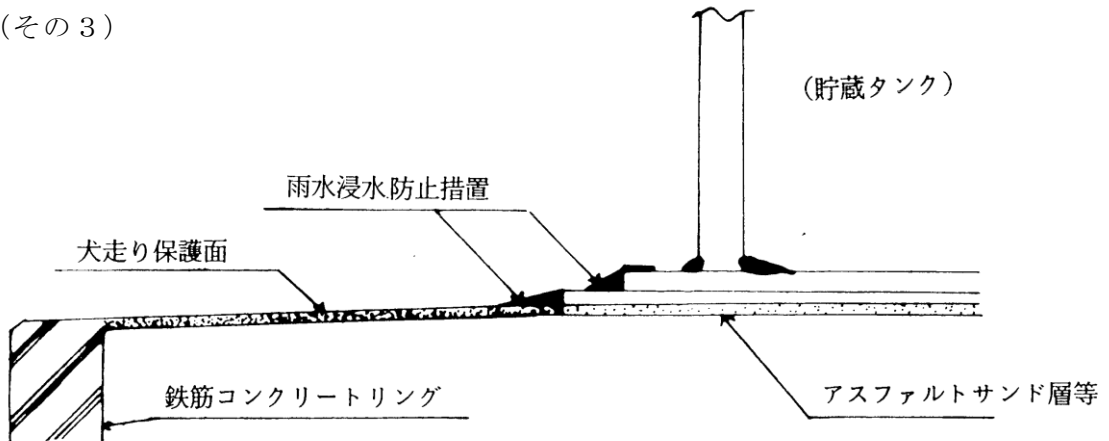 （その３）
（貯蔵タンク）
雨水浸水防止措置
犬走り保護面
鉄筋コンクリートリング
アスファルトサンド層等